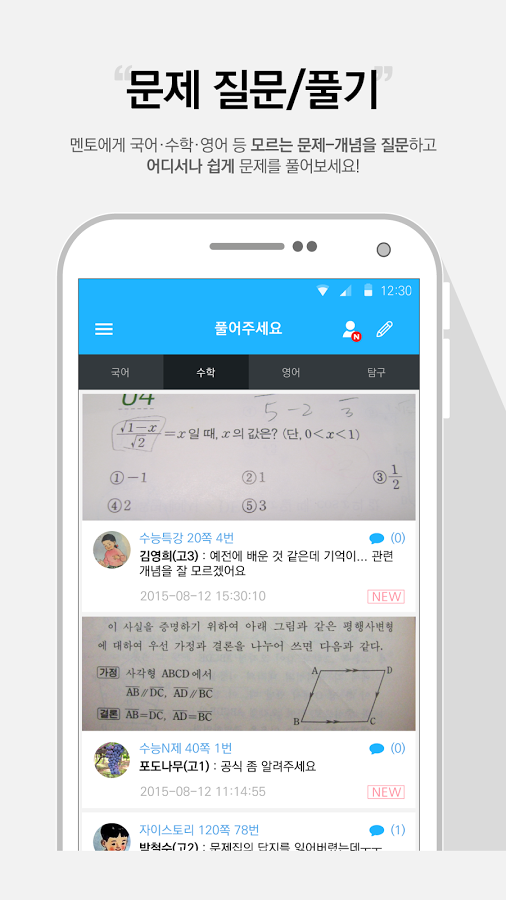 “문제 질문/풀기”
멘토에게 국어·수학·영어 등 모르는 문제-개념을 질문하고
어디서나 쉽게 문제를 풀어보세요!
12:30
풀어주세요
N
국어 수학 영어 탐구
04
5 -2 3
√1-x / √2 = x일 때, x의 값은? (단, 0<x<1)
① -1 ② 1 ③ 1/2
④ 2 ⑤ 3
수능특강 20쪽 4번 (0)
김영희(고3) : 예전에 배운 것 같은데 기억이... 관련
개념을 잘 모르겠어요
2015-08-12 15:30:10 NEW
이 사실을 증명하기 위하여 아래 그림과 같은 평행사변형
에 대하여 우선 가정과 결론을 나누어 쓰면 다음과 같다.
가정 사각형 ABCD에서
AB∥DC, AD∥BC
결론 AB=DC, AD=BC
A D
B C
수능N제 40쪽 1번 (0)
포도나무(고1) : 공식 좀 알려주세요
2015-08-12 11:14:55 NEW
자이스토리 120쪽 78번 (1)
박철수(고2) : 문제집의 답지를 잃어버렸는데ㅜㅜ